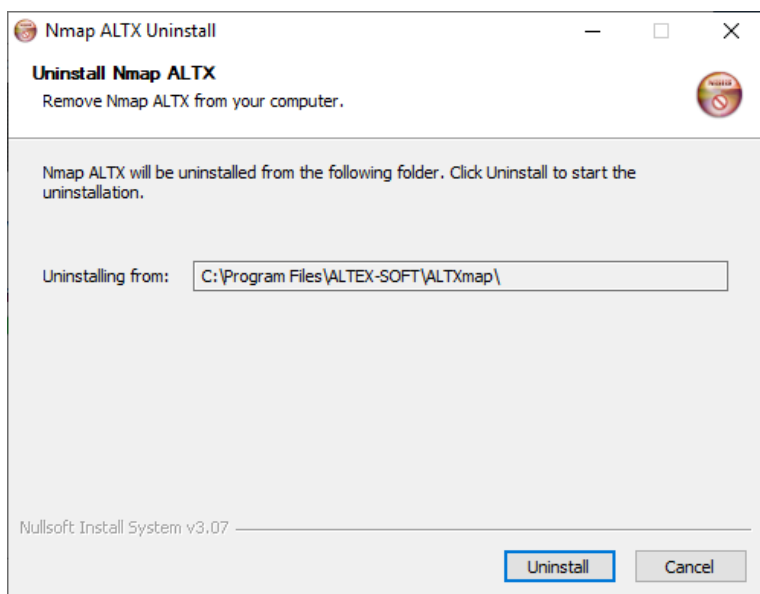 Nmap ALTX Uninstall
Uninstall Nmap ALTX
Remove Nmap ALTX from your computer.
Nmap ALTX will be uninstalled from the following folder. Click Uninstall to start the
uninstallation.
Uninstalling from: C:\Program Files\ALTEX-SOFT\ALTXmap\
Nullsoft Install System v3.07
Uninstall Cancel